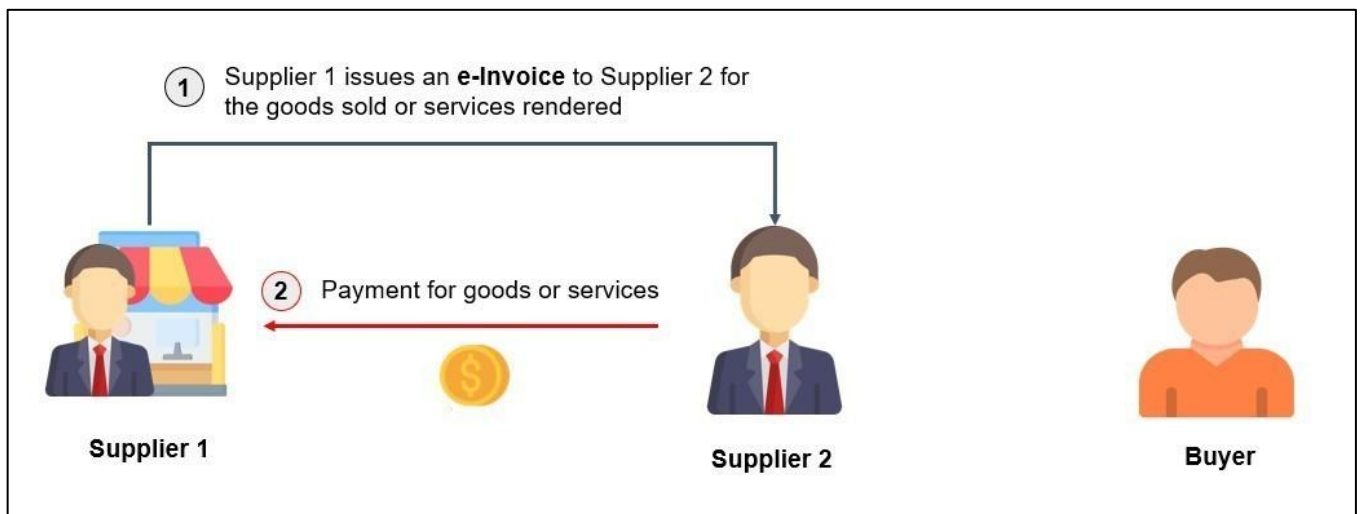 1
Supplier 1 issues an e-Invoice to Supplier 2 for
the goods sold or services rendered
2 Payment for goods or services
$
Supplier 1
Supplier 2
Buyer